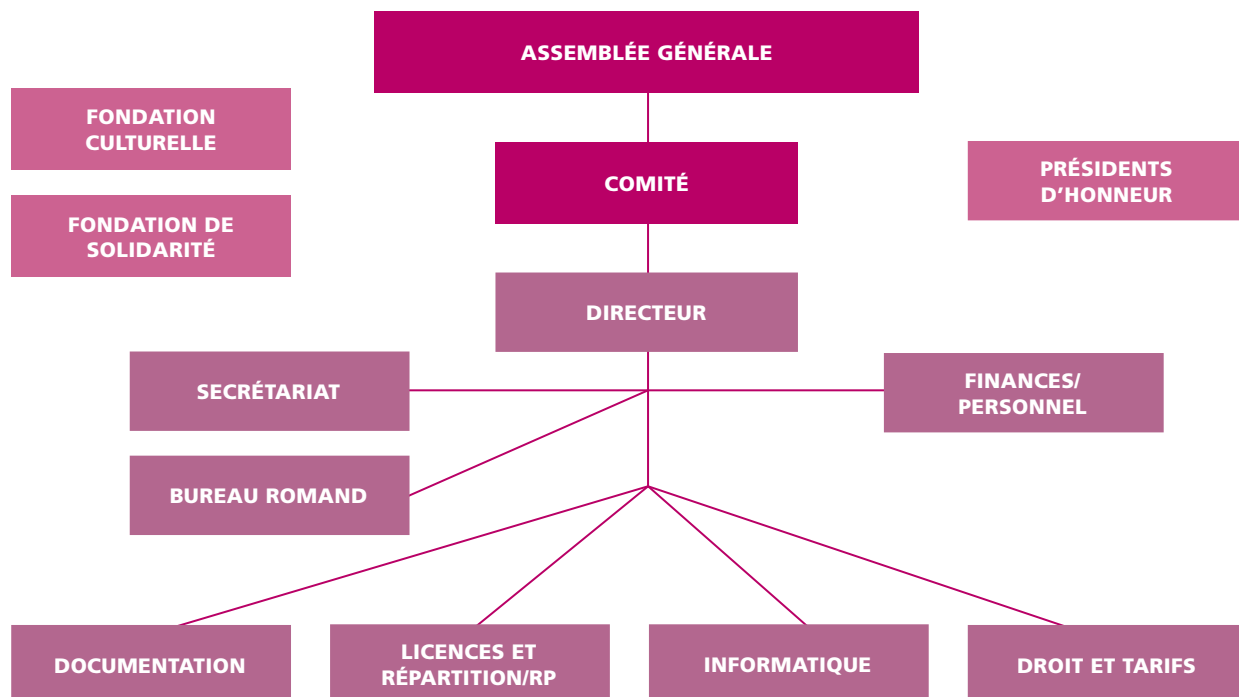 ASSEMBLÉE GÉNÉRALE
FONDATION
CULTURELLE
COMITÉ
PRÉSIDENTS
D’HONNEUR
FONDATION DE
SOLIDARITÉ
DIRECTEUR
SECRÉTARIAT
FINANCES/
PERSONNEL
BUREAU ROMAND
DOCUMENTATION
LICENCES ET
RÉPARTITION/RP
INFORMATIQUE
DROIT ET TARIFS